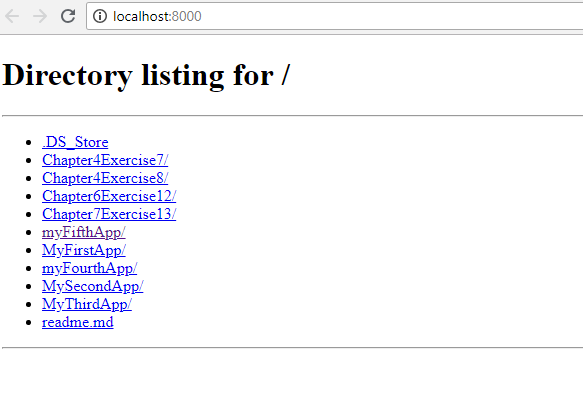 localhost:8000
Directory listing for /
.DS_Store
Chapter4Exercise7/
Chapter4Exercise8/
Chapter6Exercise12/
Chapter7Exercise13/
myFifthApp/
MyFirstApp/
myFourthApp/
MySecondApp/
MyThirdApp/
readme.md